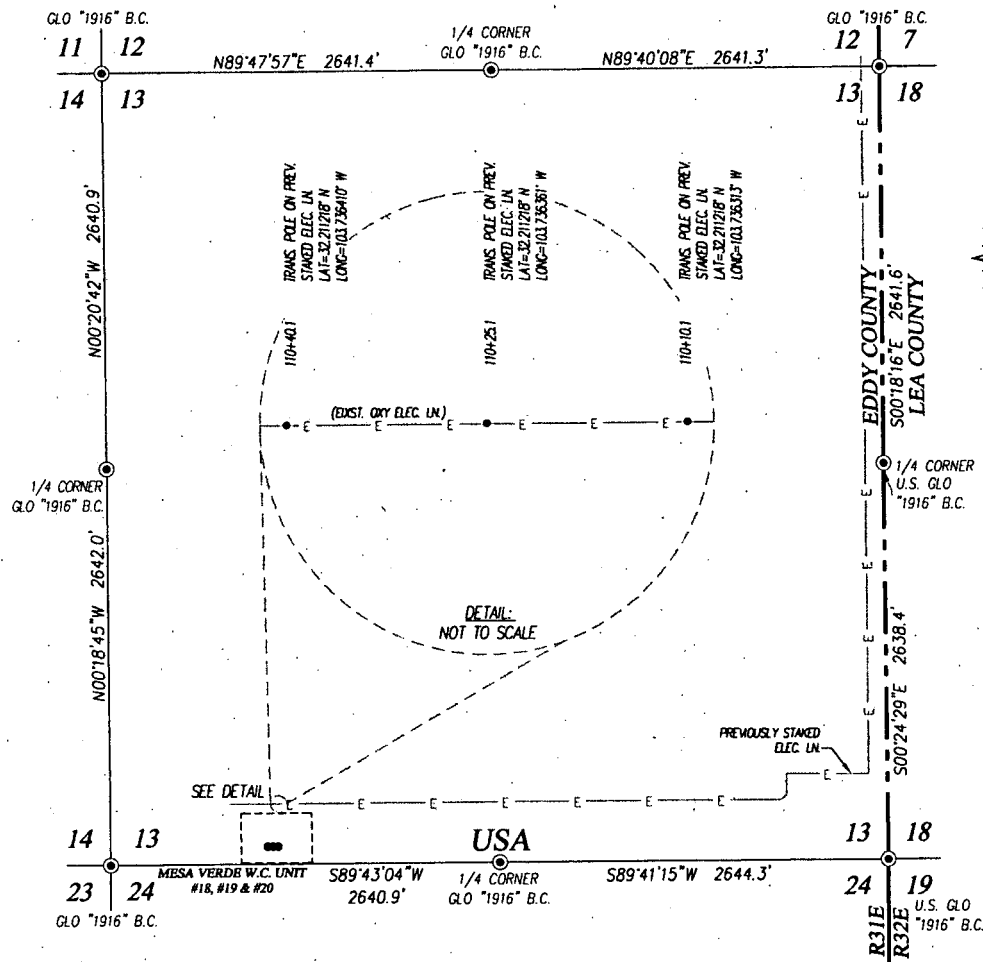 GLO "1916" B.C.
11 12
14 13
N89°47'57"E 2641.4'
1/4 CORNER
GLO "1916" B.C.
N89°40'08"E 2641.3'
GLO "1916" B.C.
12 7
13 18
N00°20'42"W 2640.9'
TRANS. POLE ON PREV.
STAKED ELEC. LN.
LAT=32.211218° N
LONG=103.736410° W
110+40.1
TRANS. POLE ON PREV.
STAKED ELEC. LN.
LAT=32.211218° N
LONG=103.736361° W
110+25.1
TRANS. POLE ON PREV.
STAKED ELEC. LN.
LAT=32.211218° N
LONG=103.736313° W
110+10.1
E
E
EDDY COUNTY
LEA COUNTY
S00°18'16"E 2641.6'
(EXIST. OXY ELEC. LN.)
E E E E E E
1/4 CORNER
GLO "1916" B.C.
1/4 CORNER
U.S. GLO
"1916" B.C.
E
E
E
E
N00°18'45"W 2642.0'
DETAIL:
NOT TO SCALE
S00°24'29"E 2638.4'
PREVIOUSLY STAKED
ELEC. LN.
E
SEE DETAIL
E E E E E E E
14 13
23 24
GLO "1916" B.C.
MESA VERDE W.C. UNIT
#18, #19 & #20
USA
S89°43'04"W
2640.9'
1/4 CORNER
GLO "1916" B.C.
S89°41'15"W 2644.3'
13 18
24 19
U.S. GLO
"1916" B.C.
R31E
R32E